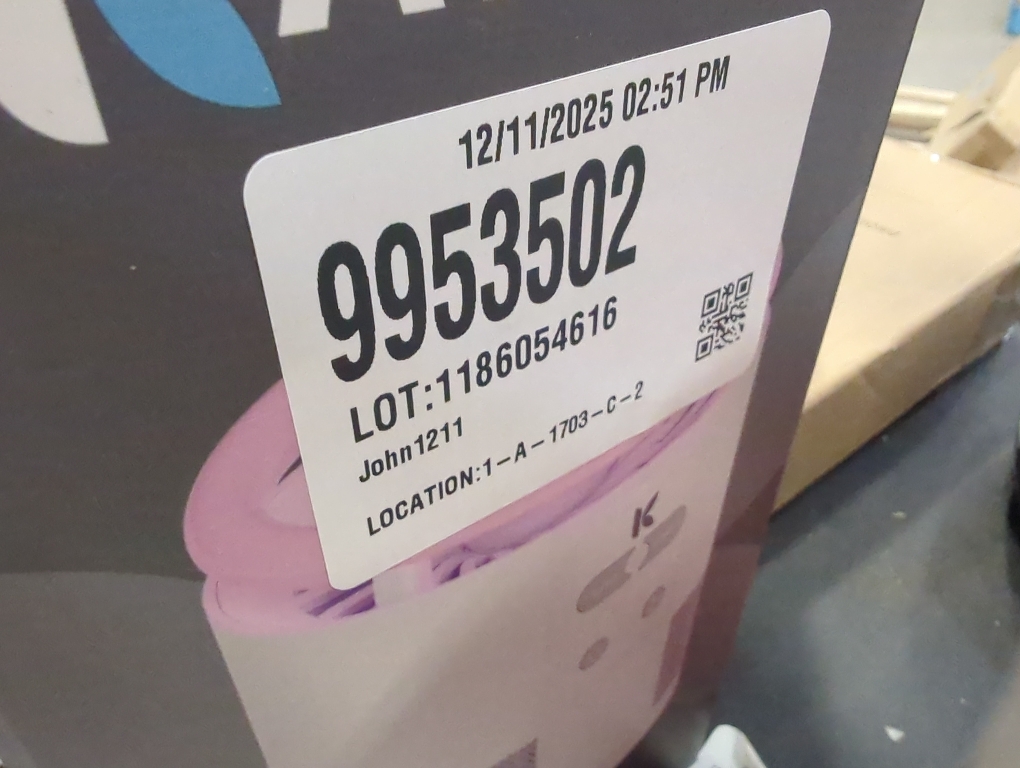 12/11/2025 02:51 PM
9953502
LOT:1186054616
John1211
LOCATION:1-A-1703-C-2
K